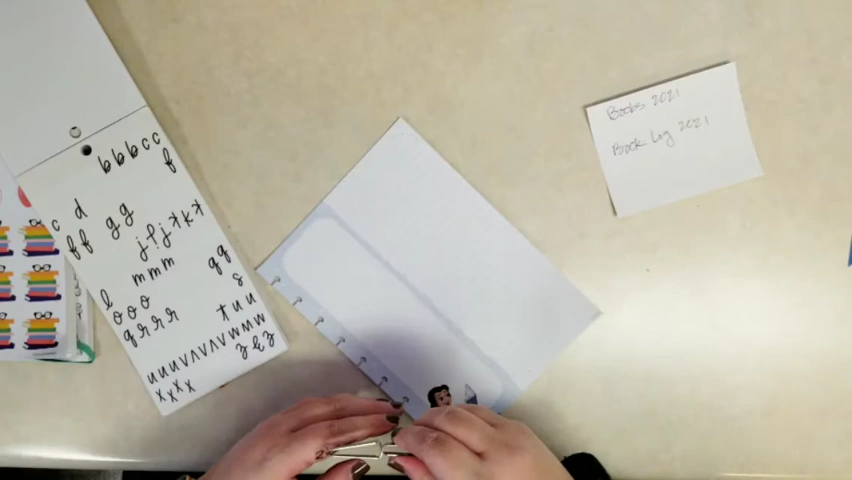 Books 2021
Book Log 2021
b b b c c
f
d
g g
c
f f
j ? j k k k
m m m
g g
l
s
o o o
t u u
q r r r
u u u v v v v w w w
z z z
x x x x